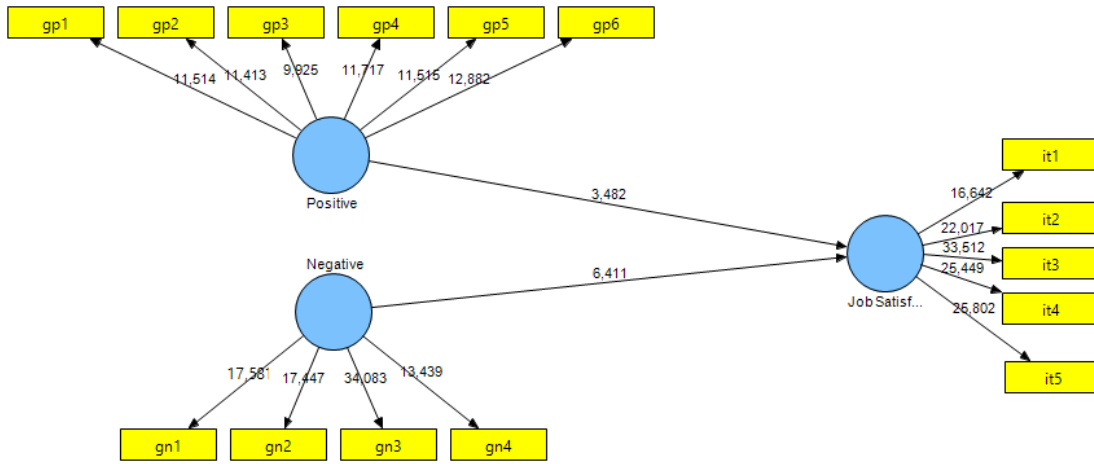 gp1 gp2 gp3 gp4 gp5 gp6
11,514 11,413 9,925 11,717 11,515 12,882
Positive
3,482
it1
16,642
it2
22,017
it3
33,512
it4
25,449
it5
25,802
Job Satisf...
Negative
6,411
17,581 17,447 34,083 13,439
gn1 gn2 gn3 gn4